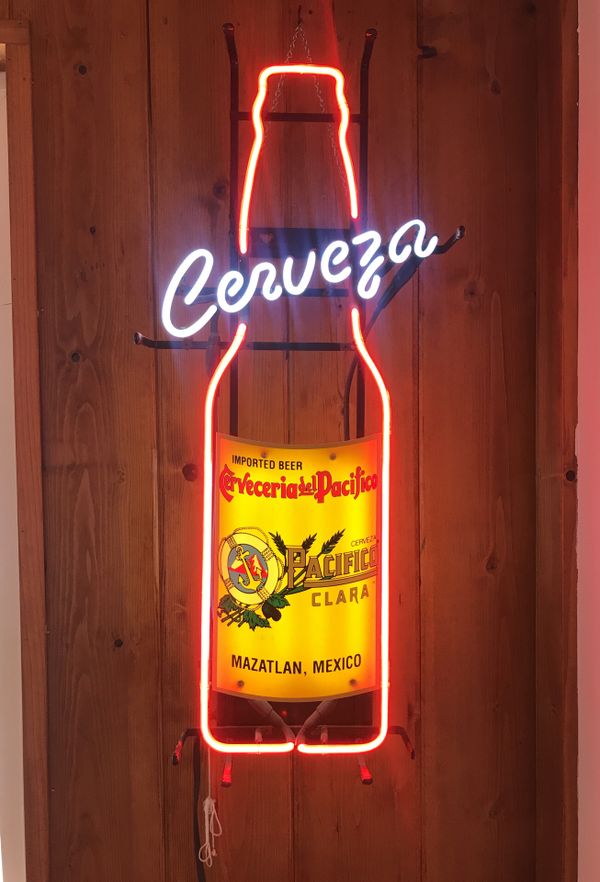 Cerveza
IMPORTED BEER
Cerveceria del Pacifico
CERVEZA
PACIFICO
CLARA
MAZATLAN, MEXICO